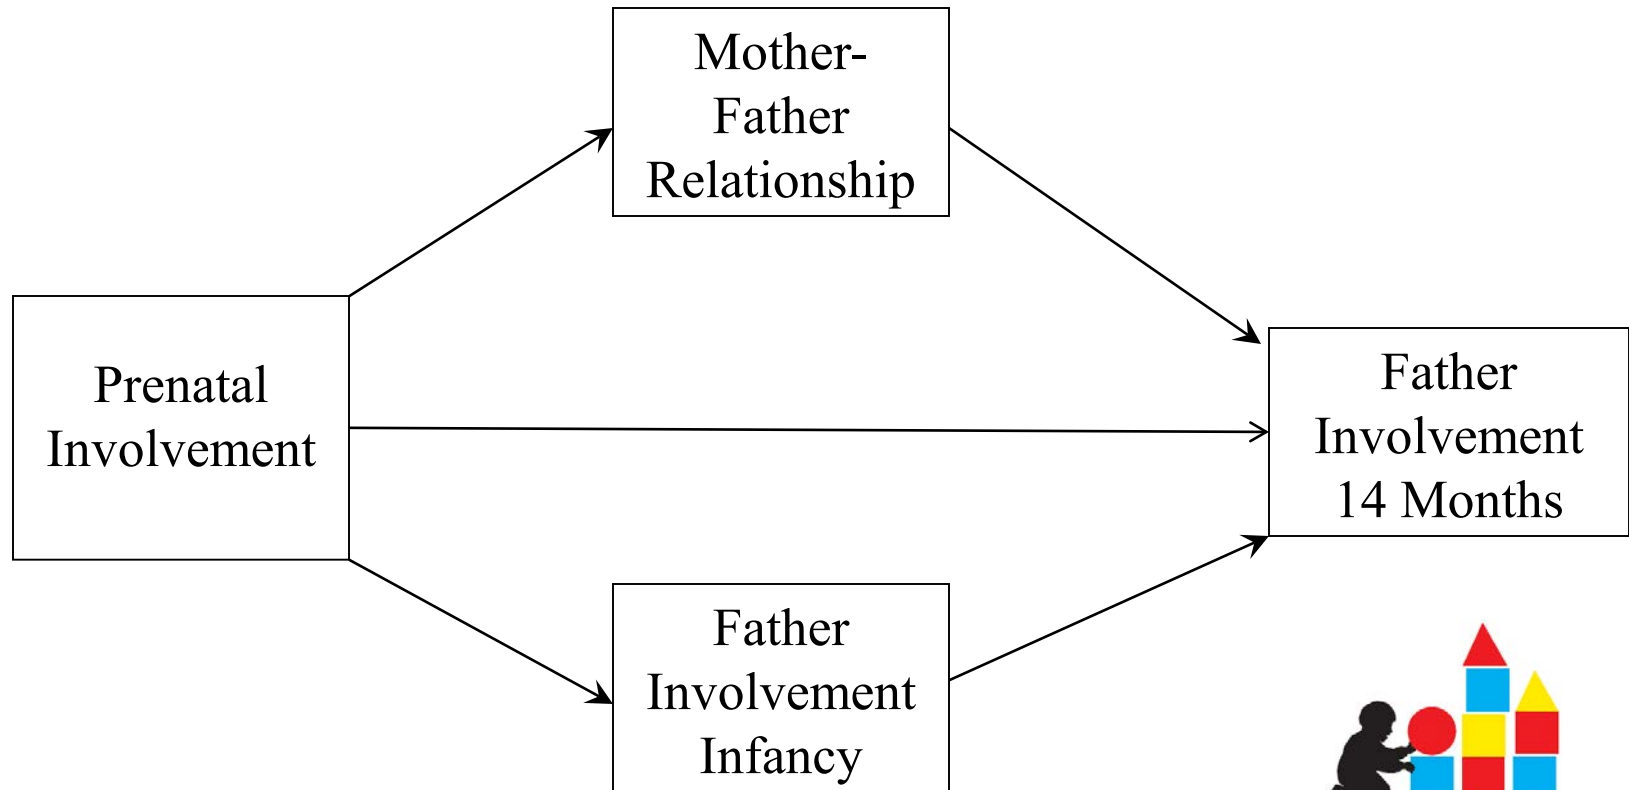 Mother-
Father
Relationship
Prenatal
Involvement
Father
Involvement
14 Months
Father
Involvement
Infancy